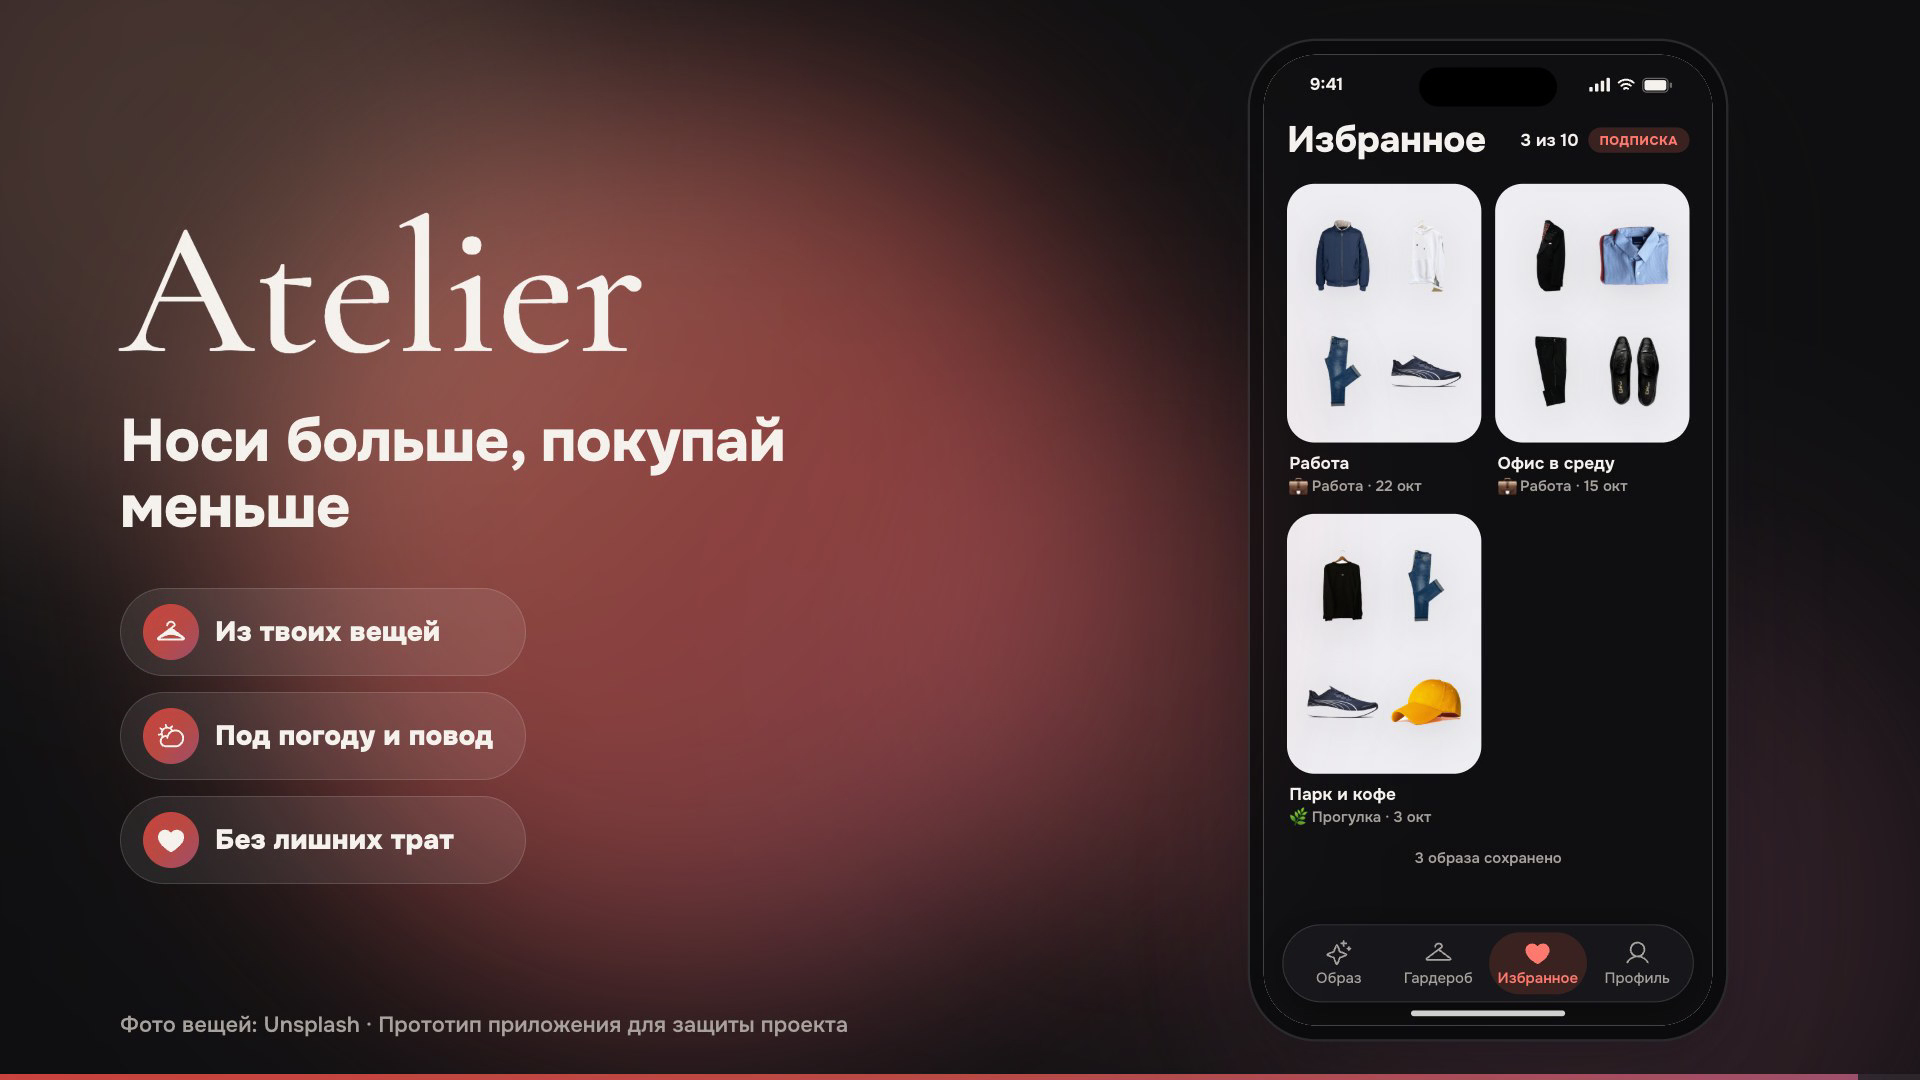 Atelier
Носи больше, покупай
меньше
Из твоих вещей
Под погоду и повод
Без лишних трат
Фото вещей: Unsplash · Прототип приложения для защиты проекта
9:41
Избранное 3 из 10 ПОДПИСКА
Работа
Работа · 22 окт
Офис в среду
Работа · 15 окт
Парк и кофе
Прогулка · 3 окт
3 образа сохранено
Образ Гардероб Избранное Профиль